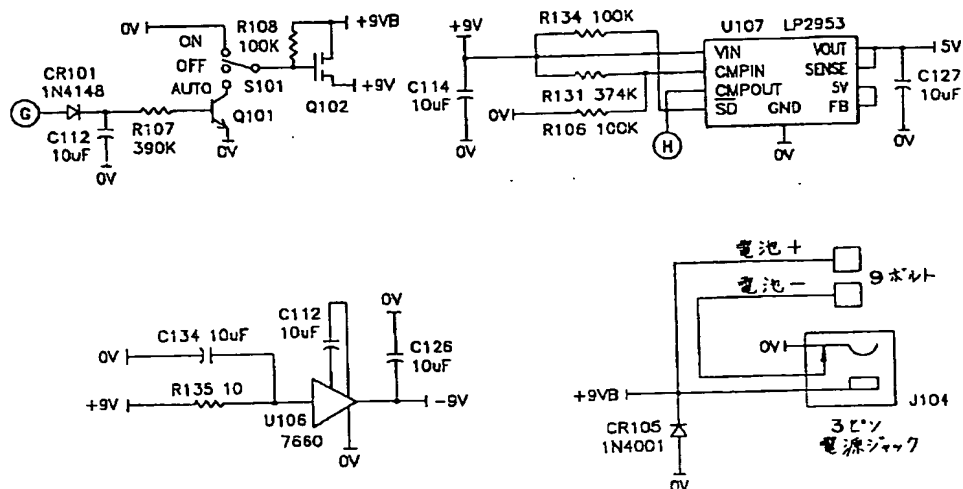 0V
ON
OFF
AUTO
R108
100K
S101
+9VB
+9V
Q102
CR101
1N4148
G
C112
10uF
0V
R107
390K
Q101
0V
+9V
C114
10uF
0V
R134 100K
R131 374K
0V
R106 100K
H
U107 LP2953
VIN
CMPIN
CMPOUT
SD
GND
VOUT
SENSE
5V
FB
0V
5V
C127
10uF
0V
C134 10uF
0V
R135 10
+9V
C112
10uF
U106
7660
0V
0V
C126
10uF
-9V
電池+
電池-
9ボルト
0V
J104
3ピン
電源ジャック
+9VB
CR105
1N4001
0V